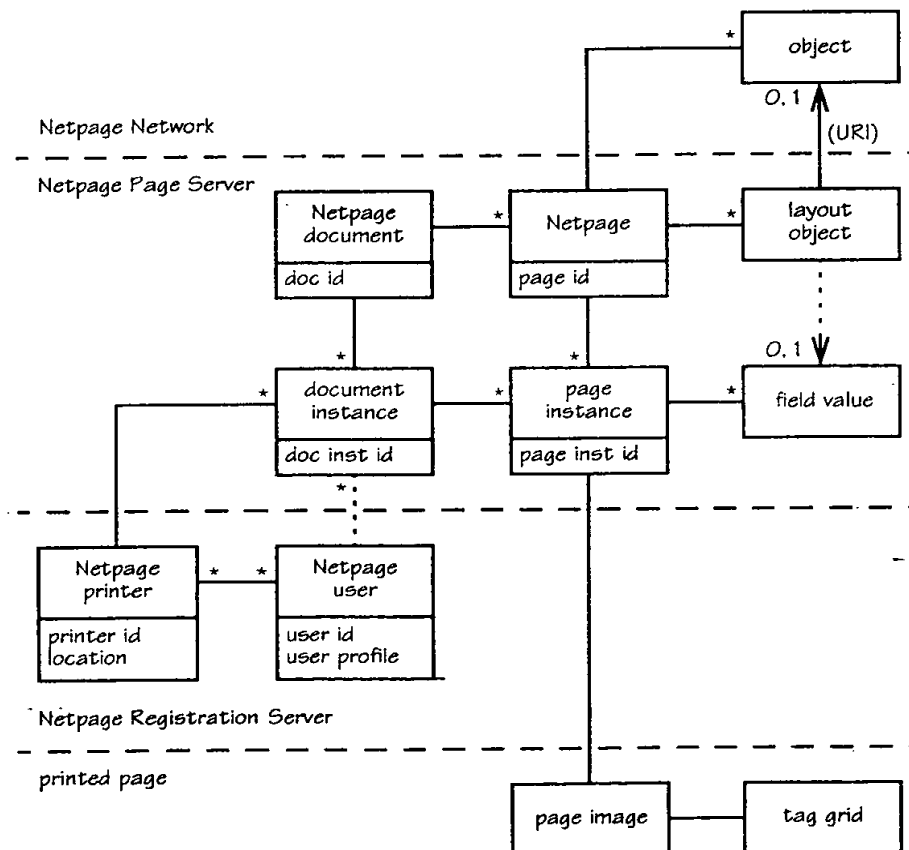 *
object
0, 1
(URI)
Netpage Network
Netpage Page Server
Netpage
document
doc id
*
Netpage
page id
*
layout
object
*
*
0, 1
*
document
instance
doc inst id
*
page
instance
page inst id
*
field value
*
Netpage
printer
printer id
location
*
*
Netpage
user
user id
user profile
Netpage Registration Server
printed page
page image
tag grid